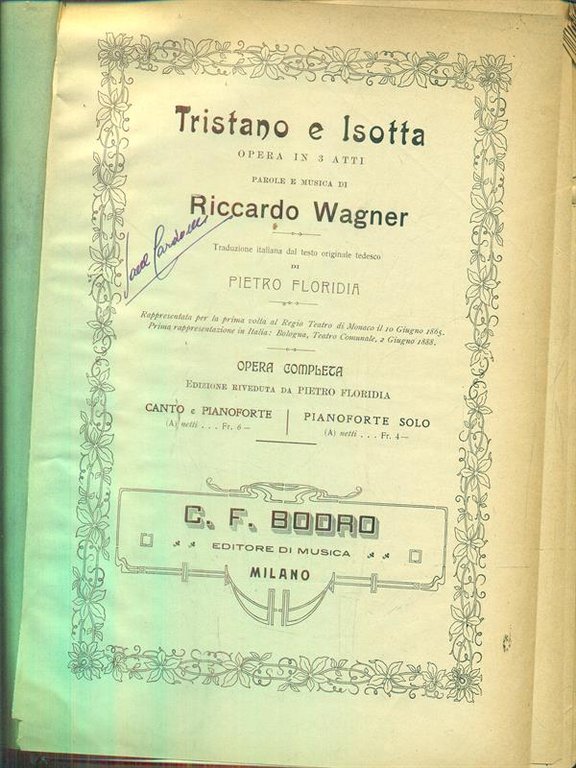 Tristano e Isotta
OPERA IN 3 ATTI
PAROLE E MUSICA DI
Riccardo Wagner
Traduzione italiana dal testo originale tedesco
DI
PIETRO FLORIDIA
Rappresentata per la prima volta al Regio Teatro di Monaco il 10 Giugno 1865.
Prima rappresentazione in Italia: Bologna, Teatro Comunale, 2 Giugno 1888.
OPERA COMPLETA
EDIZIONE RIVEDUTA DA PIETRO FLORIDIA
CANTO e PIANOFORTE
(A) netti . . . Fr. 6 —
PIANOFORTE SOLO
(A) netti . . . Fr. 4 —
C. F. BODRO
EDITORE DI MUSICA
MILANO